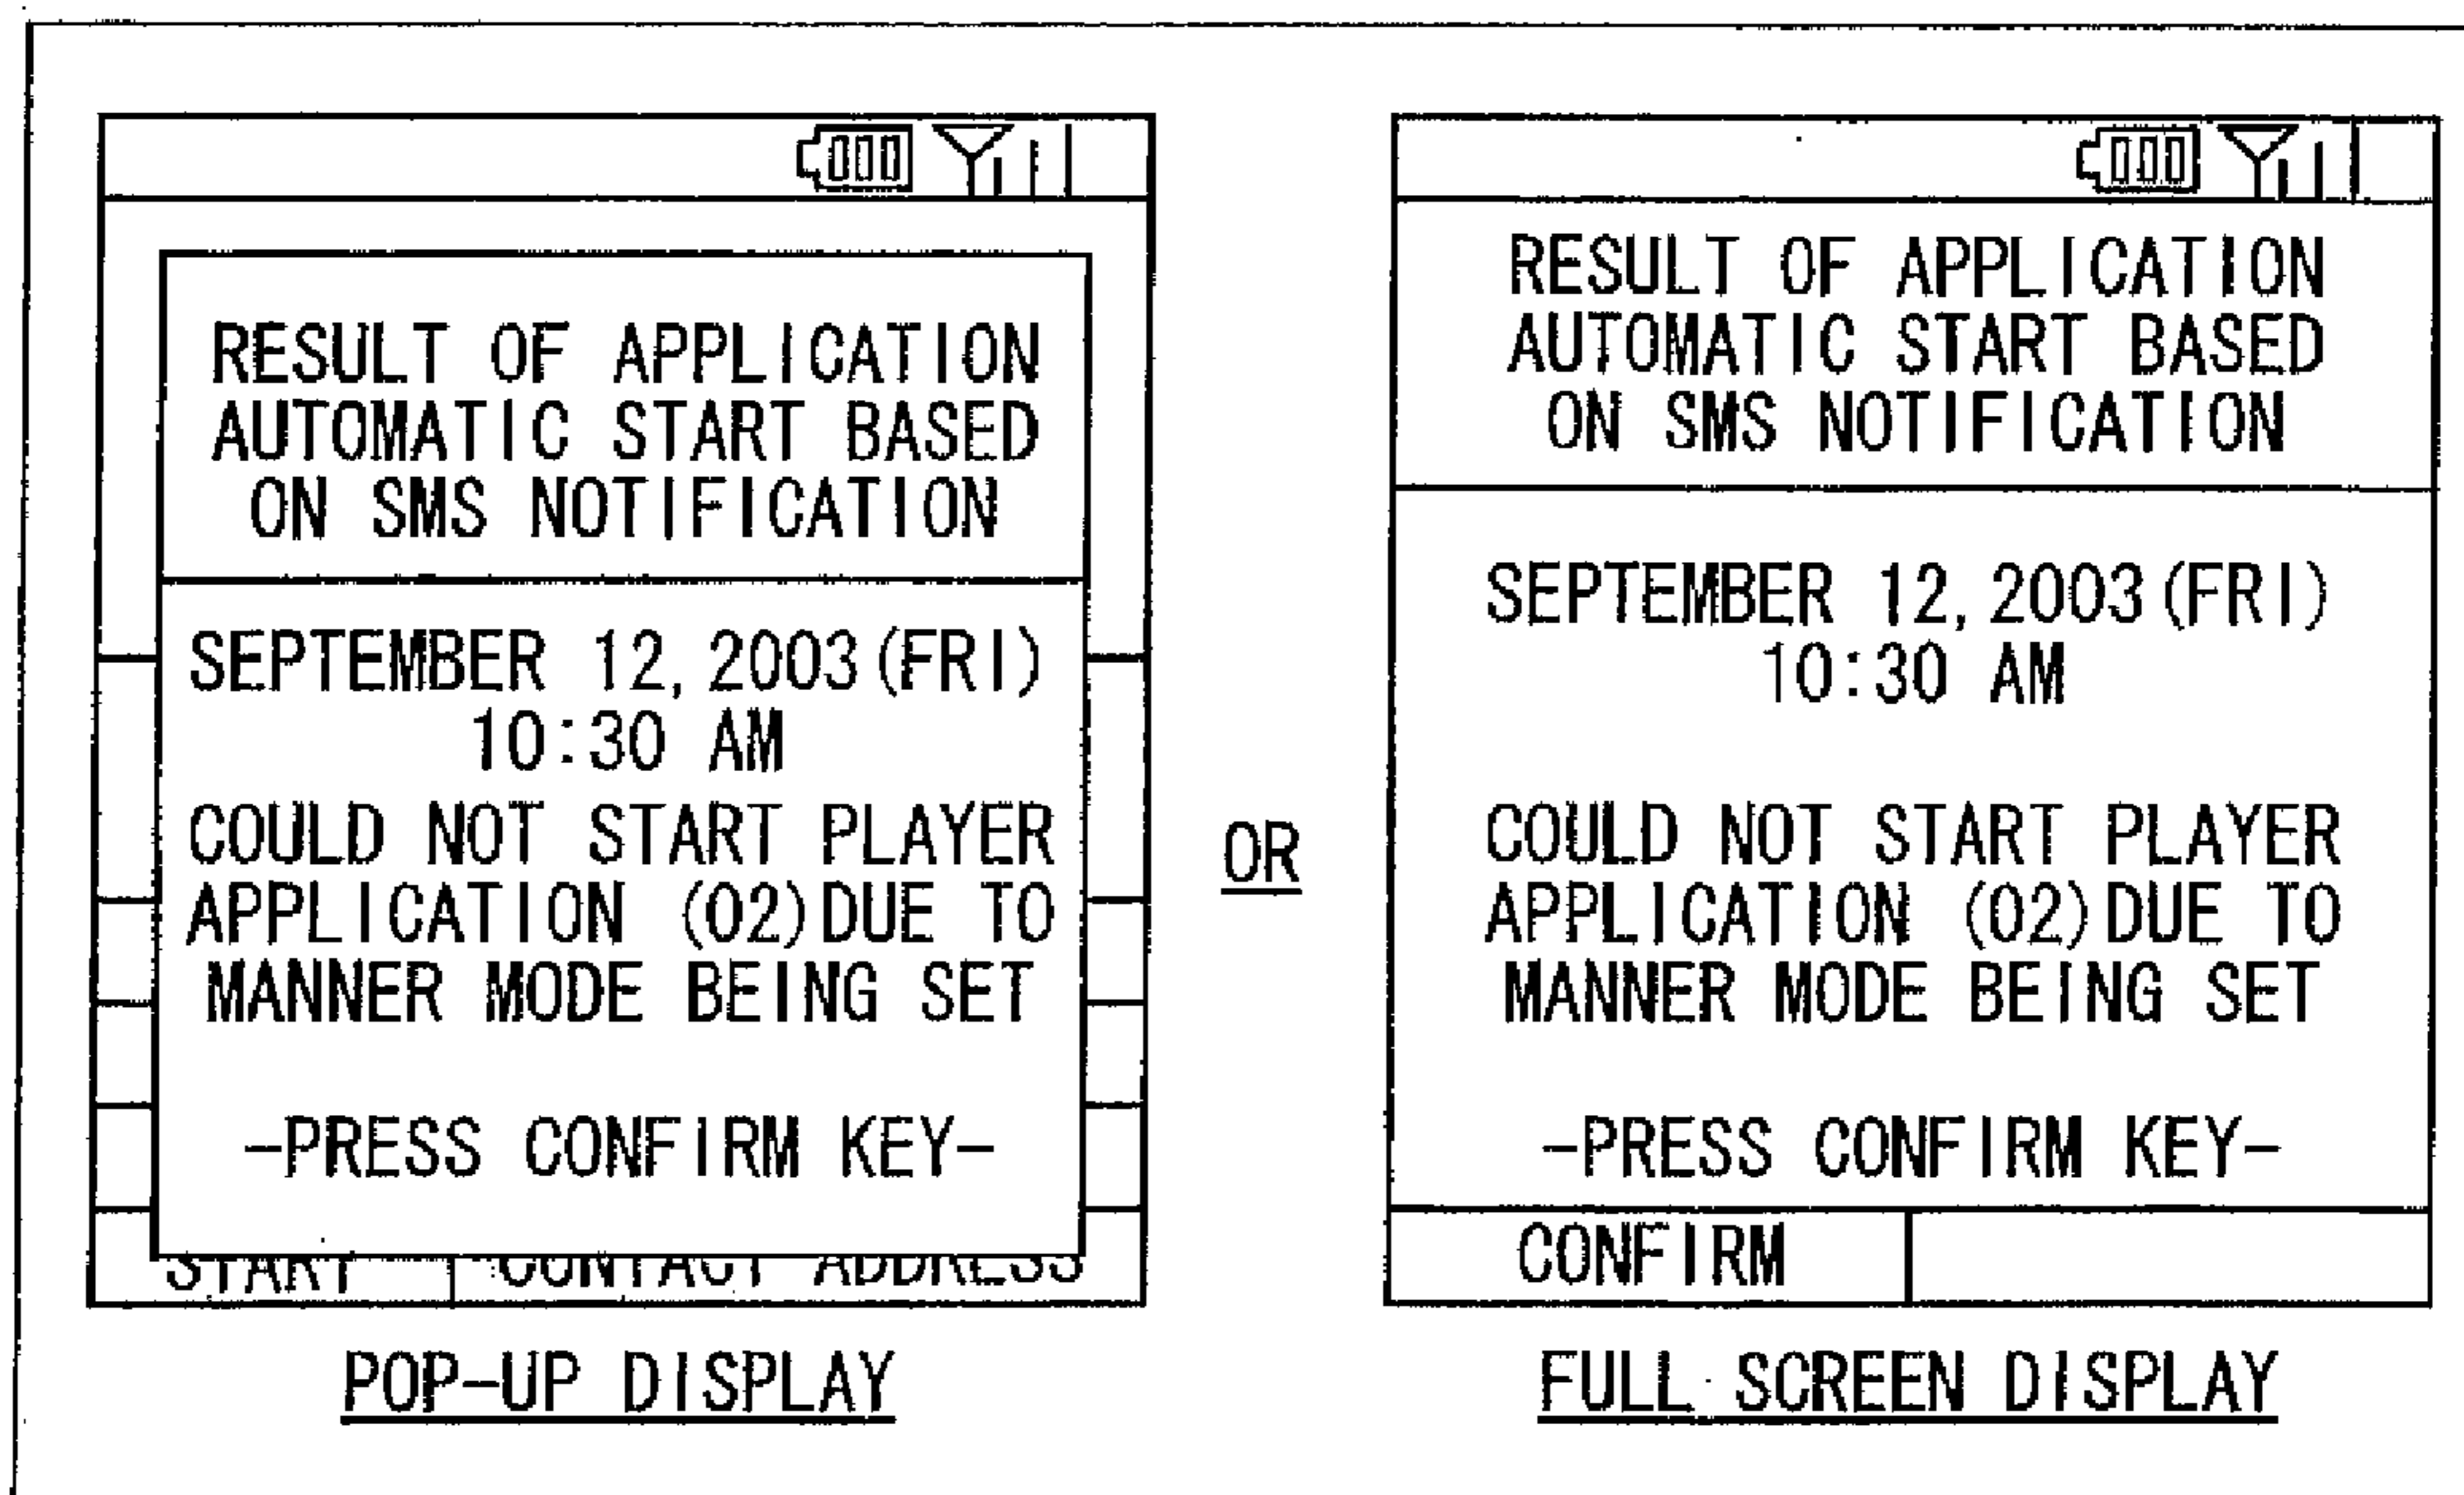 RESULT OF APPLICATION
AUTOMATIC START BASED
ON SMS NOTIFICATION
SEPTEMBER 12, 2003 (FRI)
10:30 AM
COULD NOT START PLAYER
APPLICATION (02) DUE TO
MANNER MODE BEING SET
-PRESS CONFIRM KEY-
START CONTACT ADDRESS
POP-UP DISPLAY
OR
RESULT OF APPLICATION
AUTOMATIC START BASED
ON SMS NOTIFICATION
SEPTEMBER 12, 2003 (FRI)
10:30 AM
COULD NOT START PLAYER
APPLICATION (02) DUE TO
MANNER MODE BEING SET
-PRESS CONFIRM KEY-
CONFIRM
FULL SCREEN DISPLAY